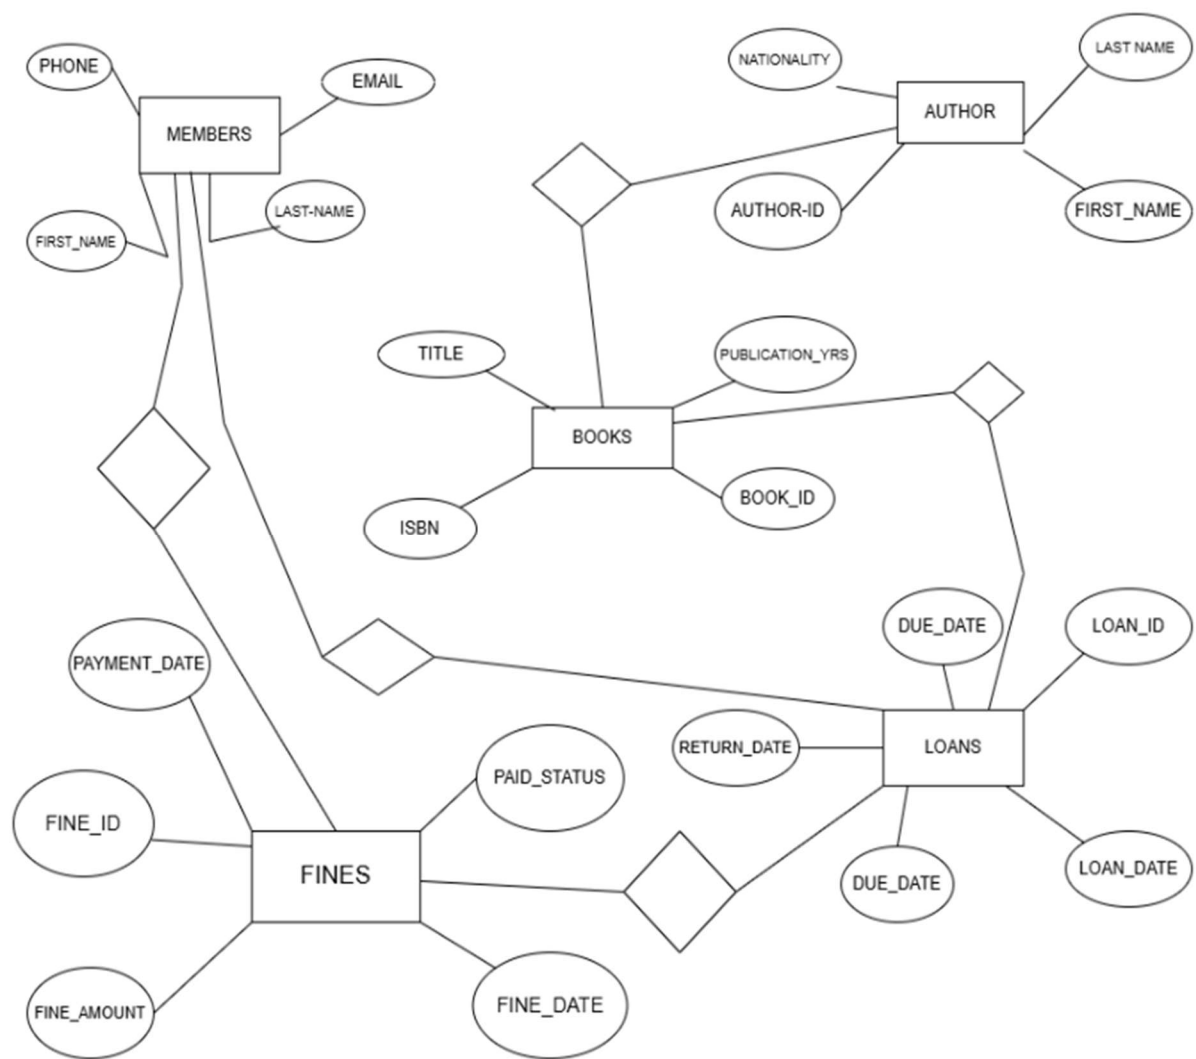 PHONE
EMAIL
MEMBERS
FIRST_NAME
LAST-NAME
NATIONALITY
LAST NAME
AUTHOR
AUTHOR-ID
FIRST_NAME
TITLE
PUBLICATION_YRS
BOOKS
ISBN
BOOK_ID
DUE_DATE
LOAN_ID
RETURN_DATE
LOANS
DUE_DATE
LOAN_DATE
PAYMENT_DATE
PAID_STATUS
FINE_ID
FINES
FINE_AMOUNT
FINE_DATE